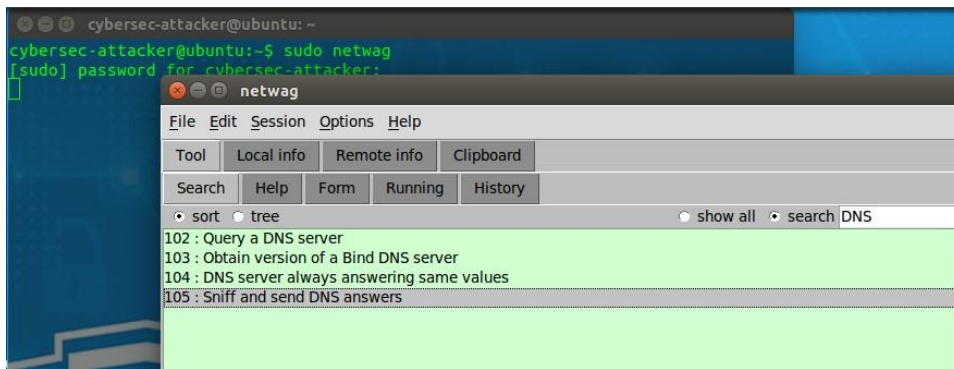 cybersec-attacker@ubuntu: ~
cybersec-attacker@ubuntu:~$ sudo netwag
[sudo] password for cybersec-attacker:
netwag
File Edit Session Options Help
Tool Local info Remote info Clipboard
Search Help Form Running History
sort tree show all search DNS
102 : Query a DNS server
103 : Obtain version of a Bind DNS server
104 : DNS server always answering same values
105 : Sniff and send DNS answers